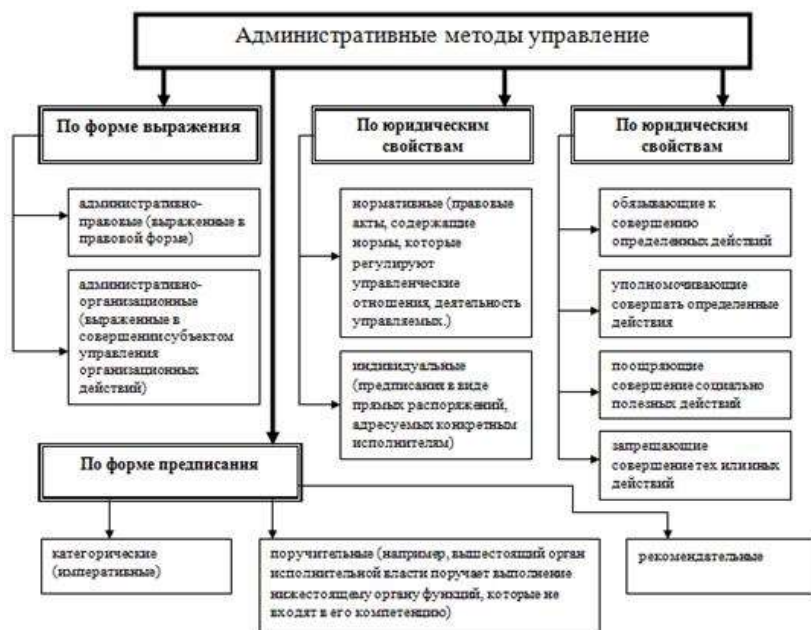 Административные методы управление
По форме выражения
административно-
правовые (выраженные в
правовой форме)
административно-
организационные
(выраженные в
совершении субъектом
управления
организационных
действий)
По юридическим
свойствам
нормативные (правовые
акты, содержащие
нормы, которые
регулируют
управленческие
отношения, деятельность
управляемых.)
индивидуальные
(предписания в виде
прямых распоряжений,
адресуемых конкретным
исполнителям)
По юридическим
свойствам
обязывающие к
совершению
определенных действий
уполномочивающие
совершать определенные
действия
поощряющие
совершение социально
полезных действий
запрещающие
совершение тех или иных
действий
По форме предписания
категорические
(императивные)
поручительные (например, вышестоящий орган
исполнительной власти поручает выполнение
нижестоящему органу функций, которые не
входят в его компетенцию)
рекомендательные